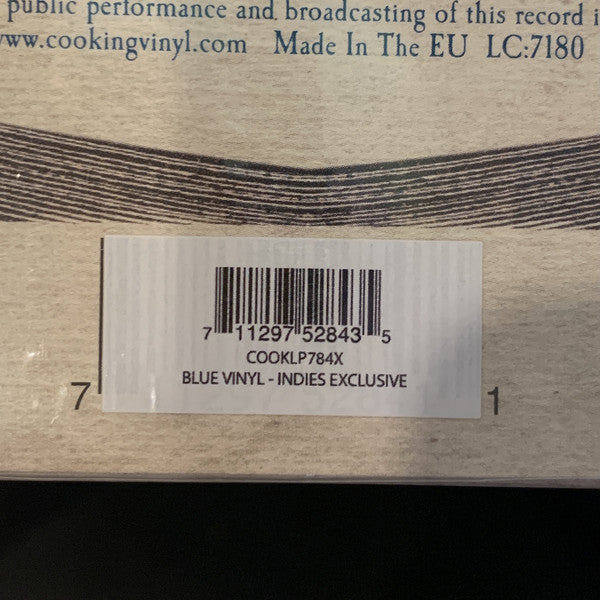 public performance and broadcasting of this record
www.cookingvinyl.com Made In The EU LC:7180
7 11297 52843 5
COOKLP784X
BLUE VINYL - INDIES EXCLUSIVE
7 1